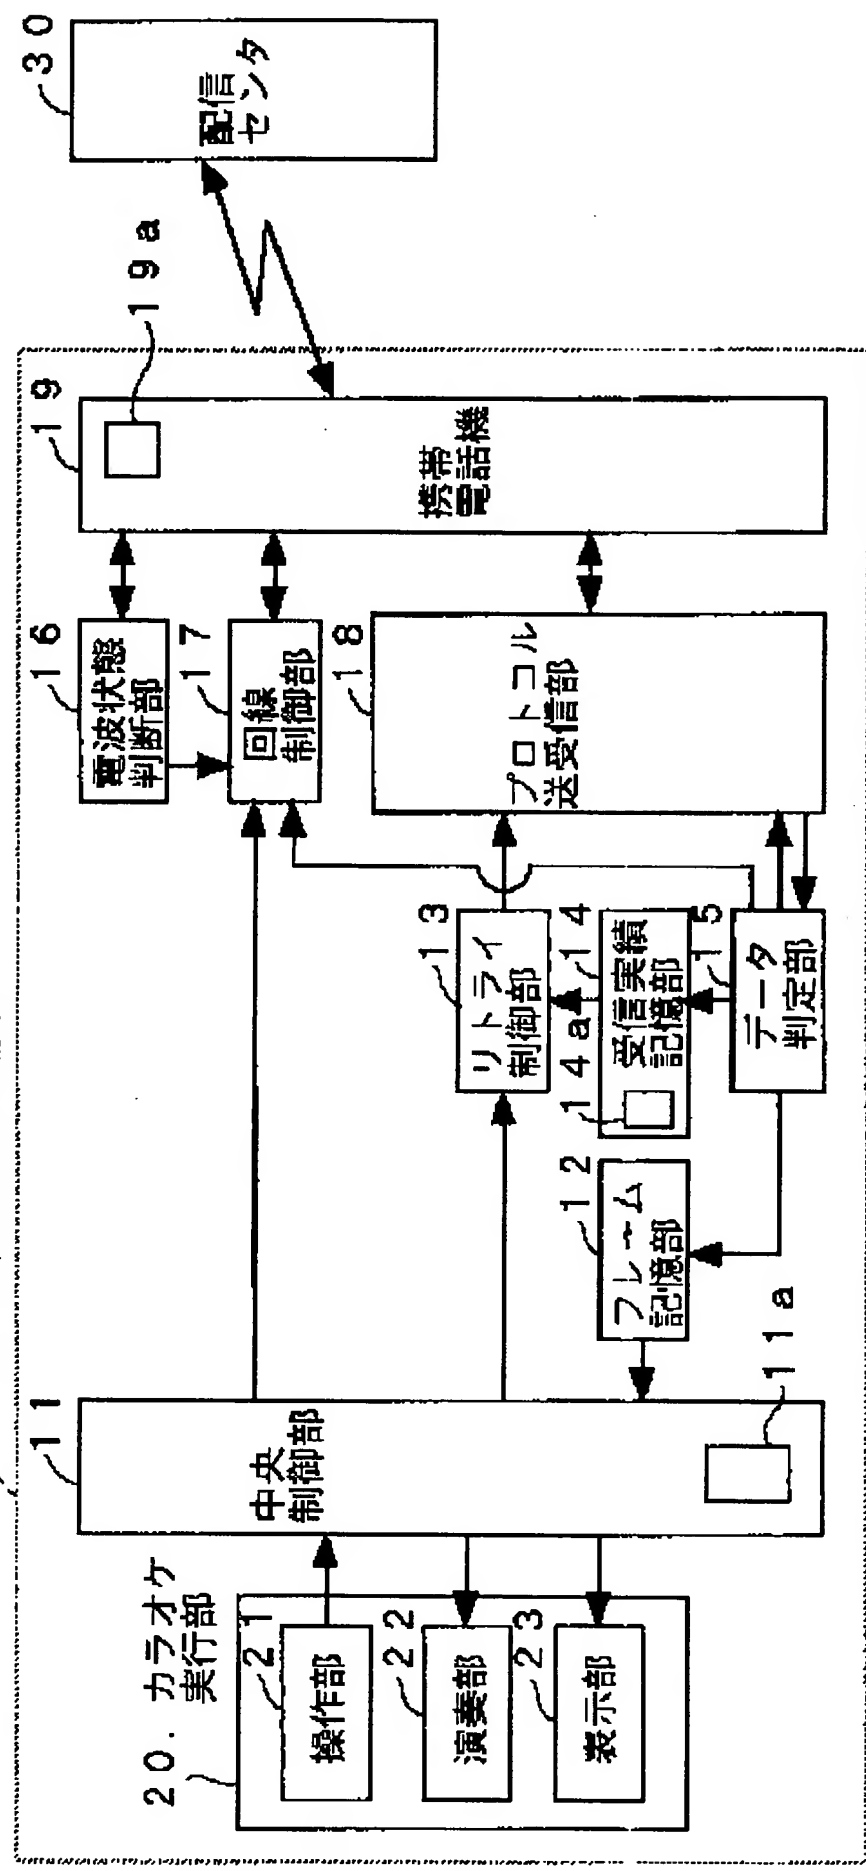 20. カラオケ
実行部
21
操作部
22
演奏部
23
表示部
11
中央
制御部
11a
12
フレーム
記憶部
13
リトライ
制御部
14
14a
受信実績
記憶部
15
データ
判定部
16
電波状態
判断部
17
回線
制御部
18
プロトコル
送受信部
19
19a
携帯
電話機
30
配信
センタ